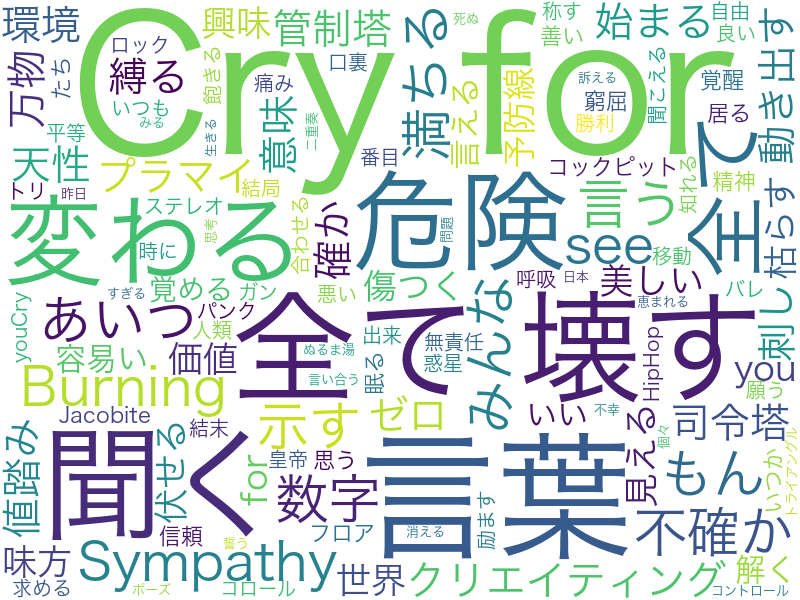 環境
ロック
Cry for
興味
管制塔
満ちる
始まる
死ぬ
称す
自由
善い
良い
動き出す
万物
たち
縛る
いつも
みる
飽きる
痛み
口裏
意味
言える
予防線
訴える
窮屈
勝利
聞こえる
覚醒
居る
天性
平等
プラマイ
生きる
二重奏
結局
番目
コックピット
全て
トリ
昨日
変わる
ステレオ
時に
思考
合わせる
確か
危険
問題
言う
see
精神
知れる
移動
枯らす
あいつ
覚める
ガン
傷つく
悪い
みんな
呼吸
日本
美しい
恵まれる
バレ
刺し
youCry
パンク
すぎる
人類
容易い
価値
ぬるま湯
出来
無責任
惑星
眠る
全て
壊す
HipHop
you
願う
Burning
言い合う
Jacobite
示す
ゼロ
いい
不幸
見える
司令塔
値踏み
伏せる
結末
聞く
for
皇帝
思う
数字
言葉
もん
個々
いつか
トライアングル
味方
信頼
フロア
消える
励ます
不確か
求める
Sympathy
誓う
ポーズ
コロール
世界
クリエイティング
解く
コントロール